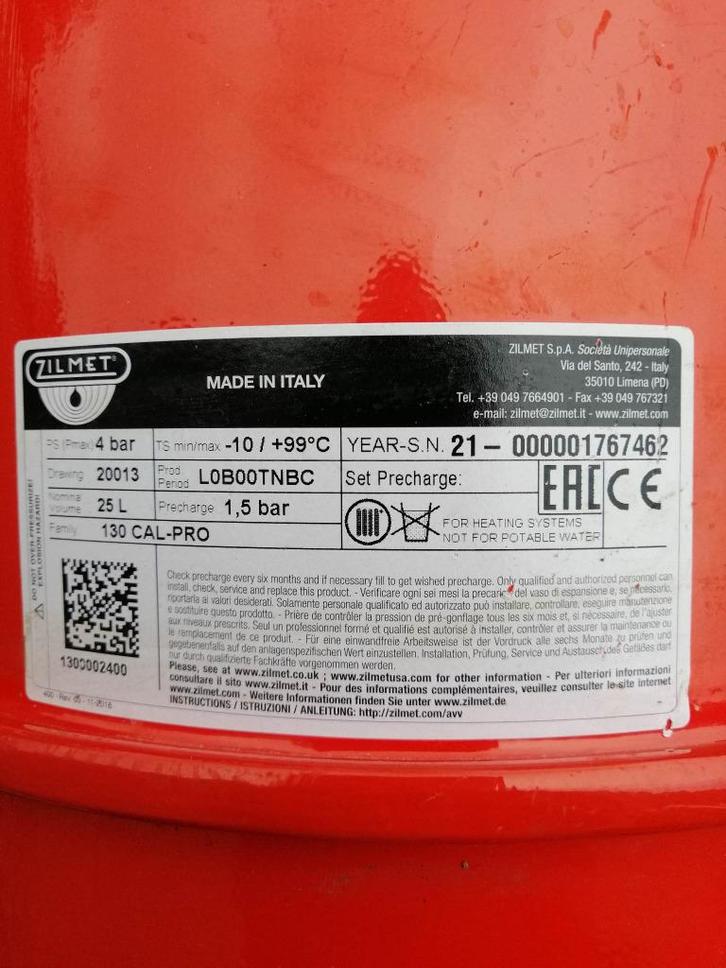 ZILMET®
MADE IN ITALY
ZILMET S.p.A. Società Unipersonale
Via del Santo, 242 - Italy
35010 Limena (PD)
Tel. +39 049 7664901 - Fax +39 049 767321
e-mail: zilmet@zilmet.it - www.zilmet.com
PS (Pmax) 4 bar
TS min/max -10 / +99°C
YEAR-S.N. 21 – 000001767462
Drawing 20013
Prod Period L0B00TNBC
Set Precharge:
EAC CE
Nominal Volume 25 L
Precharge 1,5 bar
FOR HEATING SYSTEMS
NOT FOR POTABLE WATER
Family 130 CAL-PRO
DO NOT OVER-PRESSURIZE!
EXPLOSION HAZARD!
1300002400
400 - Rev. 05 - 11-2016
Check precharge every six months and if necessary fill to get wished precharge. Only qualified and authorized personnel can
install, check, service and replace this product. - Verificare ogni sei mesi la precarica del vaso di espansione e, se necessario,
riportarla ai valori desiderati. Solamente personale qualificato ed autorizzato può installare, controllare, eseguire manutenzione
e sostituire questo prodotto. - Prière de contrôler la pression de pré-gonflage tous les six mois et, si nécessaire, de l'ajuster
aux niveaux prescrits. Seul un professionnel formé et qualifié est autorisé à installer, contrôler et assurer la maintenance ou
le remplacement de ce produit. - Für eine einwandfreie Arbeitsweise ist der Vordruck alle sechs Monate zu prüfen und
gegebenenfalls auf den anlagenspezifischen Wert einzustellen. Installation, Prüfung, Service und Austausch des Gefäßes darf
nur durch qualifizierte Fachkräfte vorgenommen werden.
Please, see at www.zilmet.co.uk ; www.zilmetusa.com for other information - Per ulteriori informazioni
consultare il sito www.zilmet.it - Pour des informations complémentaires, veuillez consulter le site internet
www.zilmet.com - Weitere Informationen finden Sie unter www.zilmet.de
INSTRUCTIONS / ISTRUZIONI / ANLEITUNG: http://zilmet.com/avv